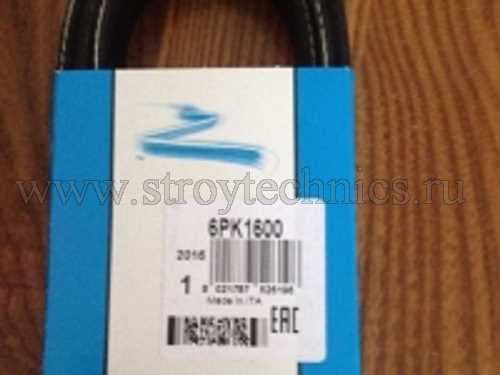 www.stroytechnics.ru
6PK1600
2016
1
Made in ITA
EAC